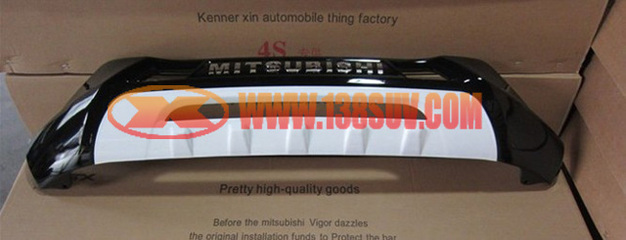 Kenner xin automobile thing factory
4S
MITSUBISHI
X WWW.138SUV.COM
Pretty high-quality goods
Before the mitsubishi Vigor dazzles
the original installation funds to Protect the bar